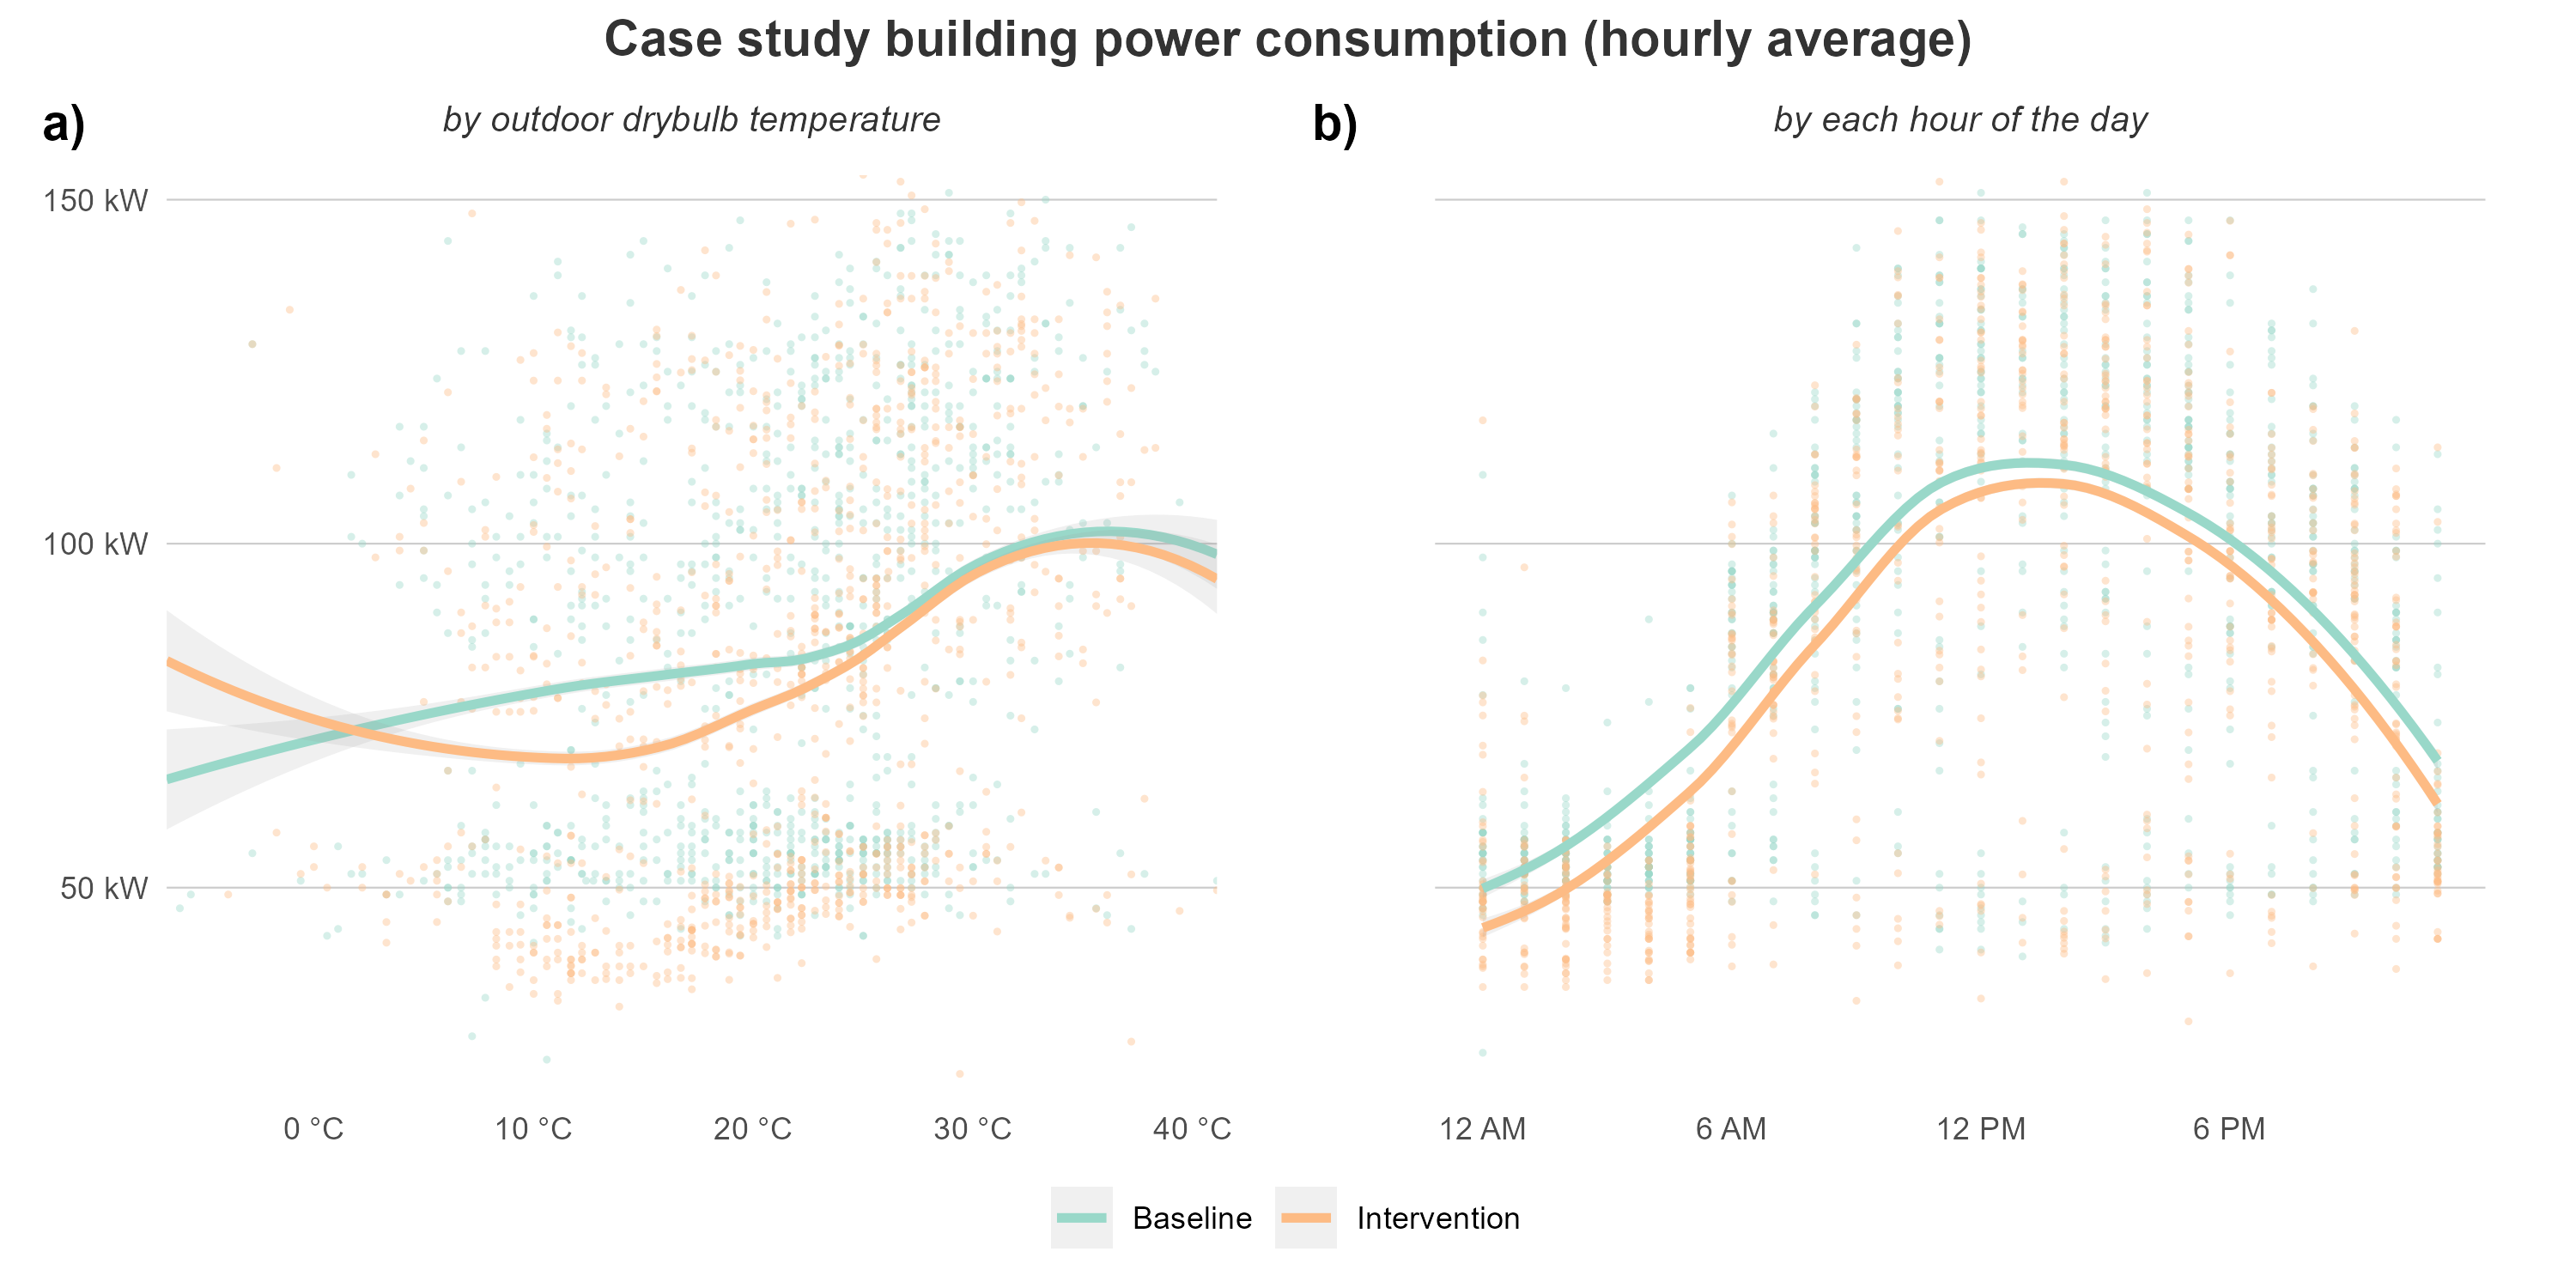 Case study building power consumption (hourly average)
a)
by outdoor drybulb temperature
150 kW
100 kW
50 kW
0 °C
10 °C
20 °C
30 °C
40 °C
b)
by each hour of the day
12 AM
6 AM
12 PM
6 PM
Baseline
Intervention